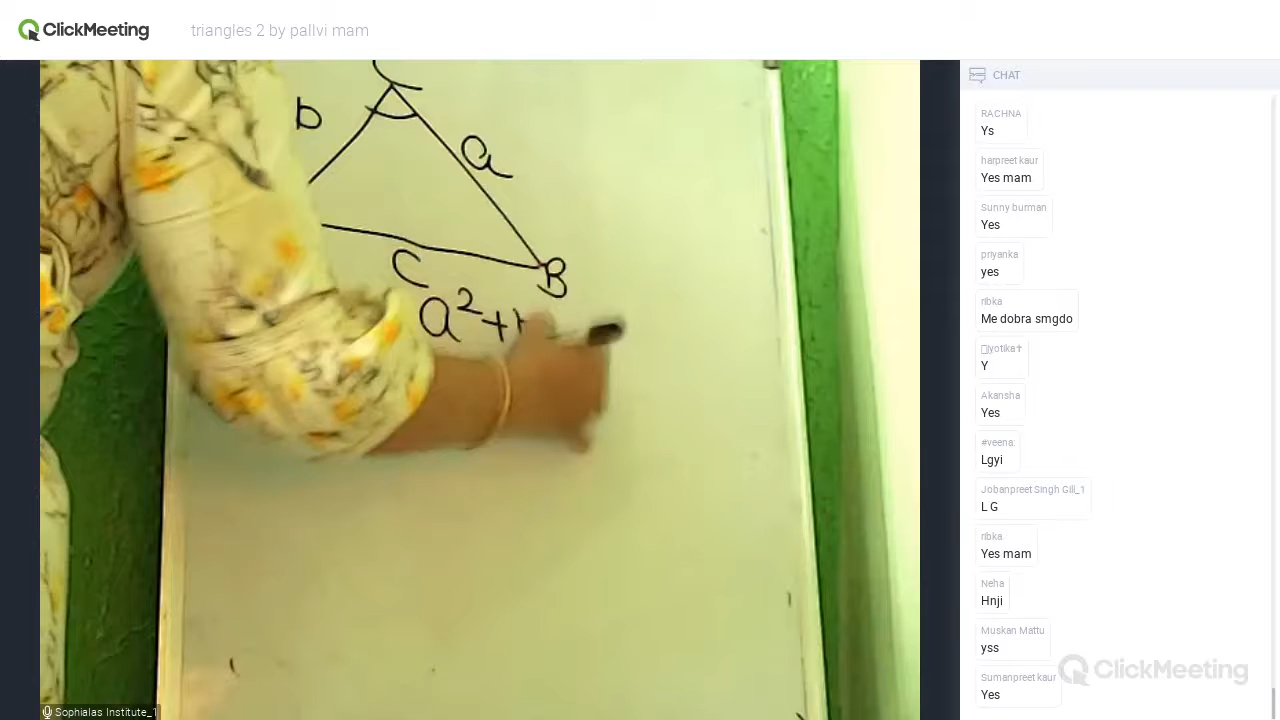 ClickMeeting
triangles 2 by pallvi mam
CHAT
b
a
C
B
a²+
RACHNA
Ys
harpreet kaur
Yes mam
Sunny burman
Yes
priyanka
yes
ribka
Me dobra smgdo
iyotika✝
Y
Akansha
Yes
#veena:
Lgyi
Jobanpreet Singh Gill_1
L G
ribka
Yes mam
Neha
Hnji
Muskan Mattu
yss
Sumanpreet kaur
Yes
ClickMeeting
Sophialas Institute_1